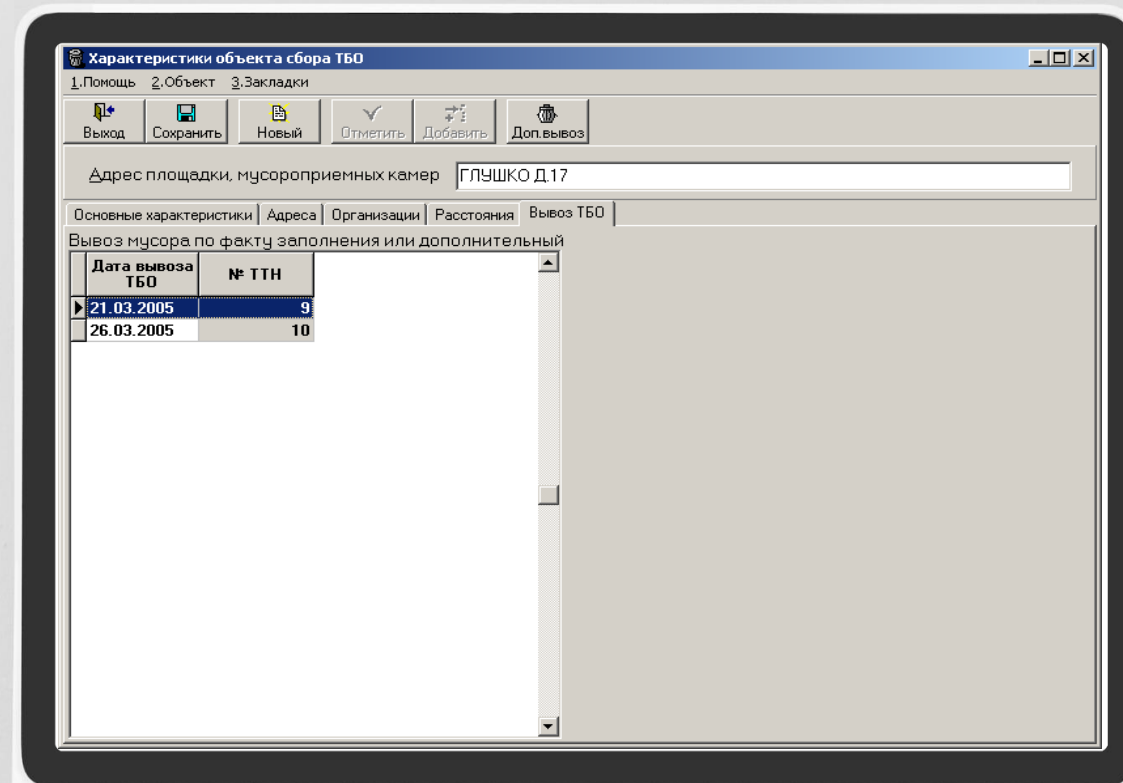 Характеристики объекта сбора ТБО
1.Помощь 2.Объект 3.Закладки
Выход Сохранить Новый Отметить Добавить Доп.вывоз
Адрес площадки, мусороприемных камер ГЛУШКО Д.17
Основные характеристики Адреса Организации Расстояния Вывоз ТБО
Вывоз мусора по факту заполнения или дополнительный
Дата вывоза ТБО № ТТН
21.03.2005 9
26.03.2005 10